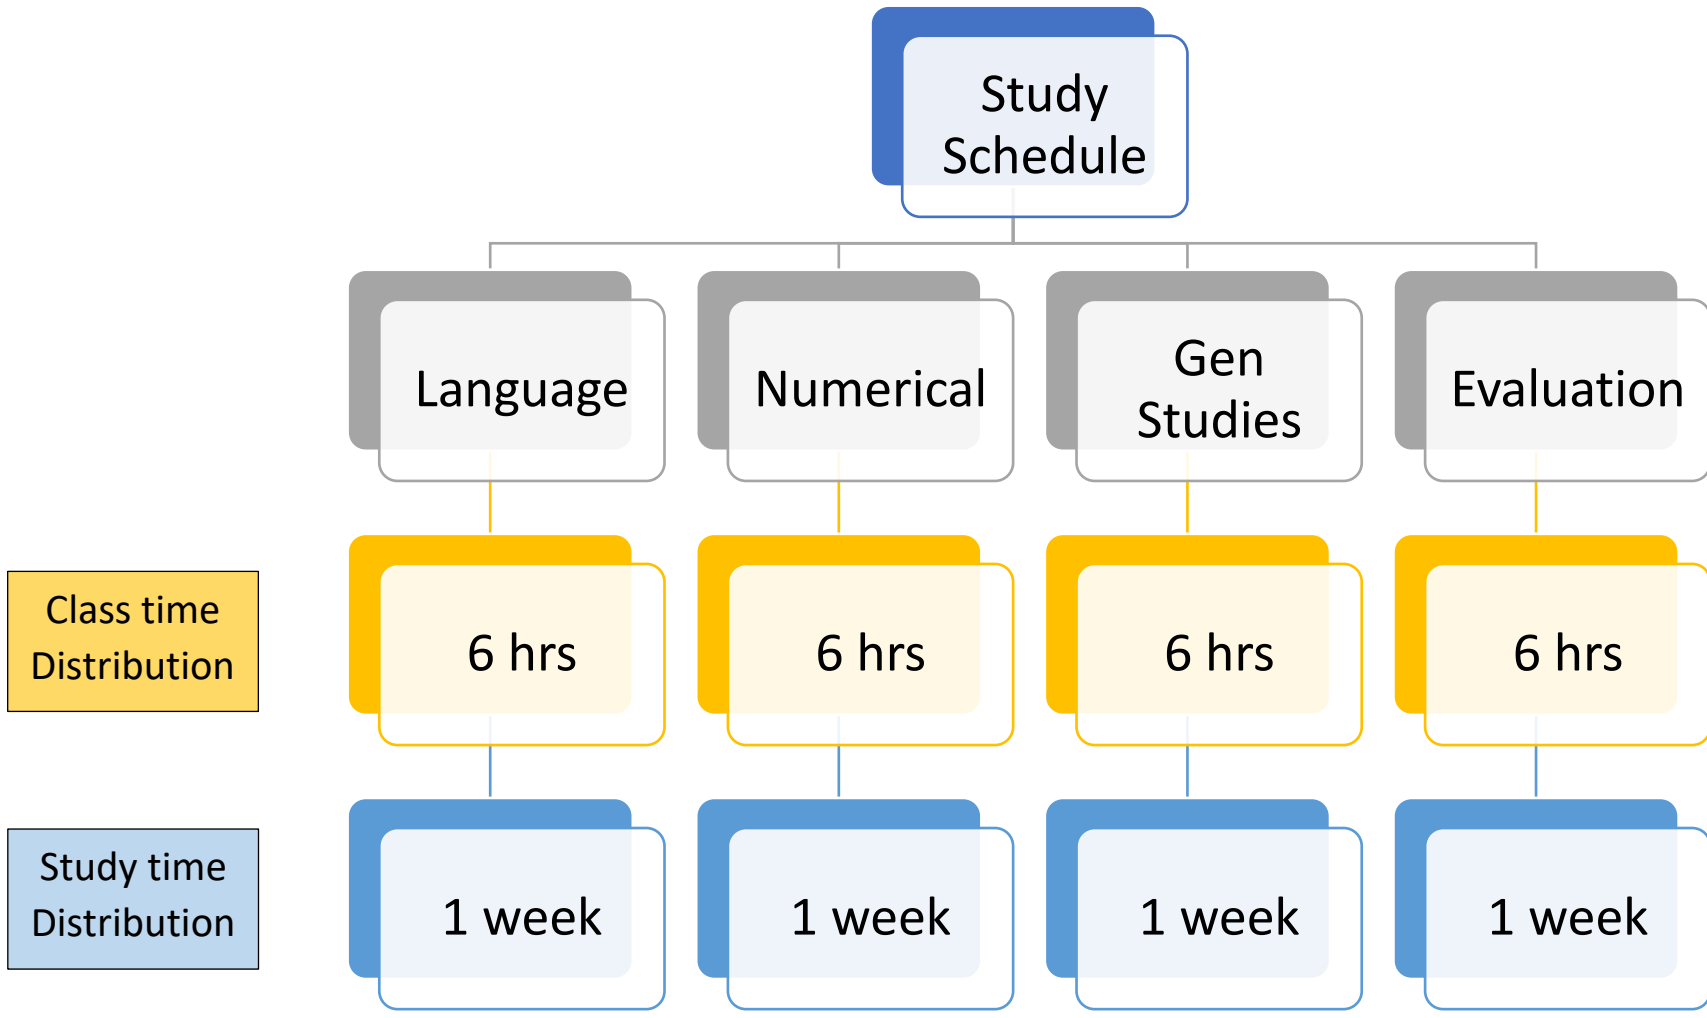 Study
Schedule
Language
Numerical
Gen
Studies
Evaluation
Class time
Distribution
6 hrs
6 hrs
6 hrs
6 hrs
Study time
Distribution
1 week
1 week
1 week
1 week